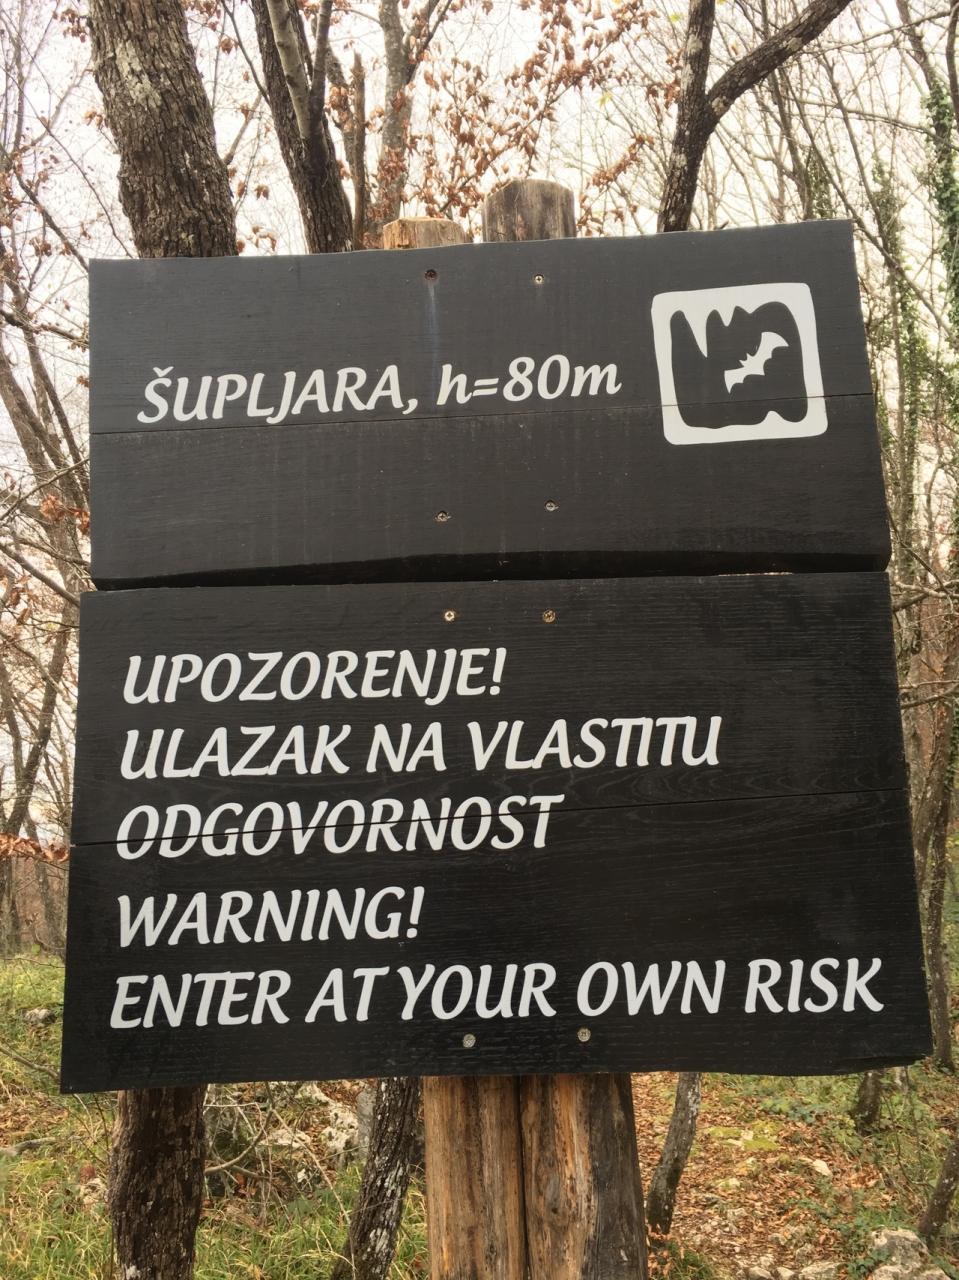 ŠUPLJARA, h=80m
UPOZORENJE!
ULAZAK NA VLASTITU
ODGOVORNOST
WARNING!
ENTER AT YOUR OWN RISK